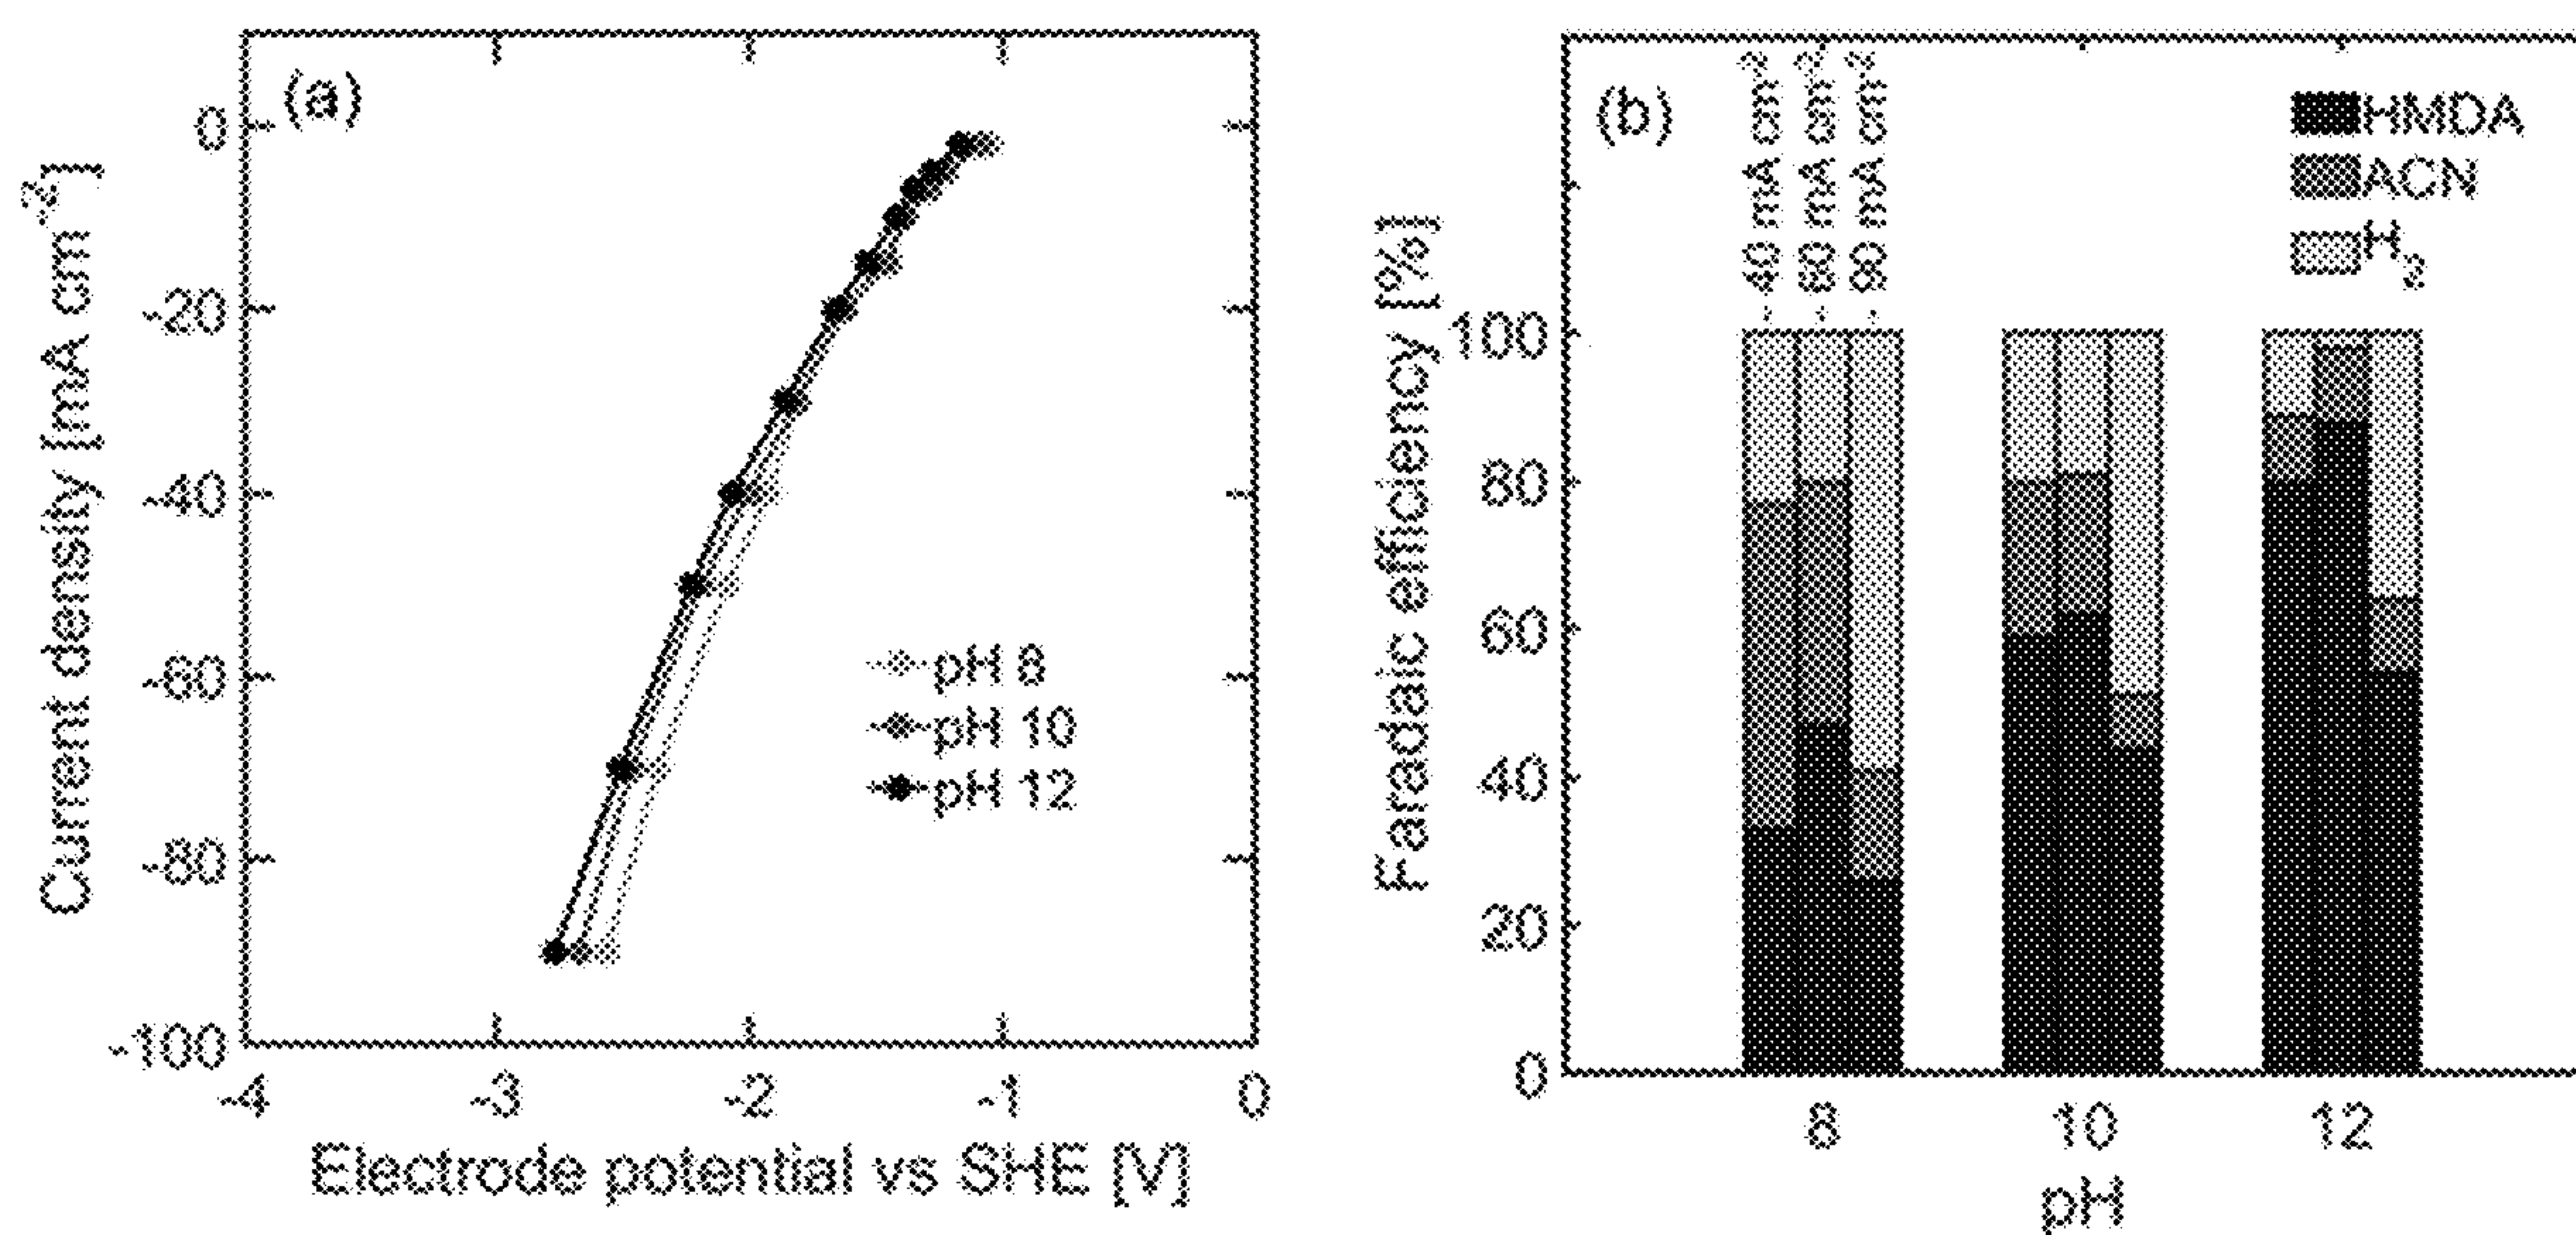 (a)
Current density [mA cm-2]
0
-20
-40
-60
-80
-100
-4 -3 -2 -1 0
Electrode potential vs SHE [V]
pH 8
pH 10
pH 12
(b)
40 mA cm-2
60 mA cm-2
90 mA cm-2
HMDA
ACN
H2
Faradaic efficiency [%]
100
80
60
40
20
0
8 10 12
pH